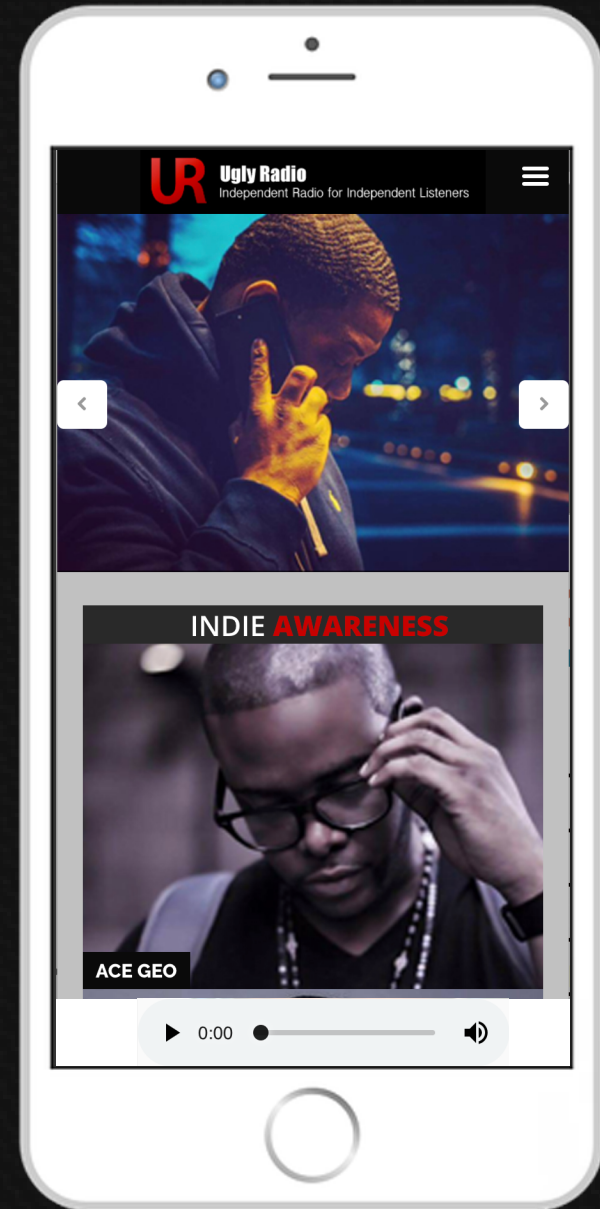 UR
Ugly Radio
Independent Radio for Independent Listeners
INDIE AWARENESS
ACE GEO
0:00